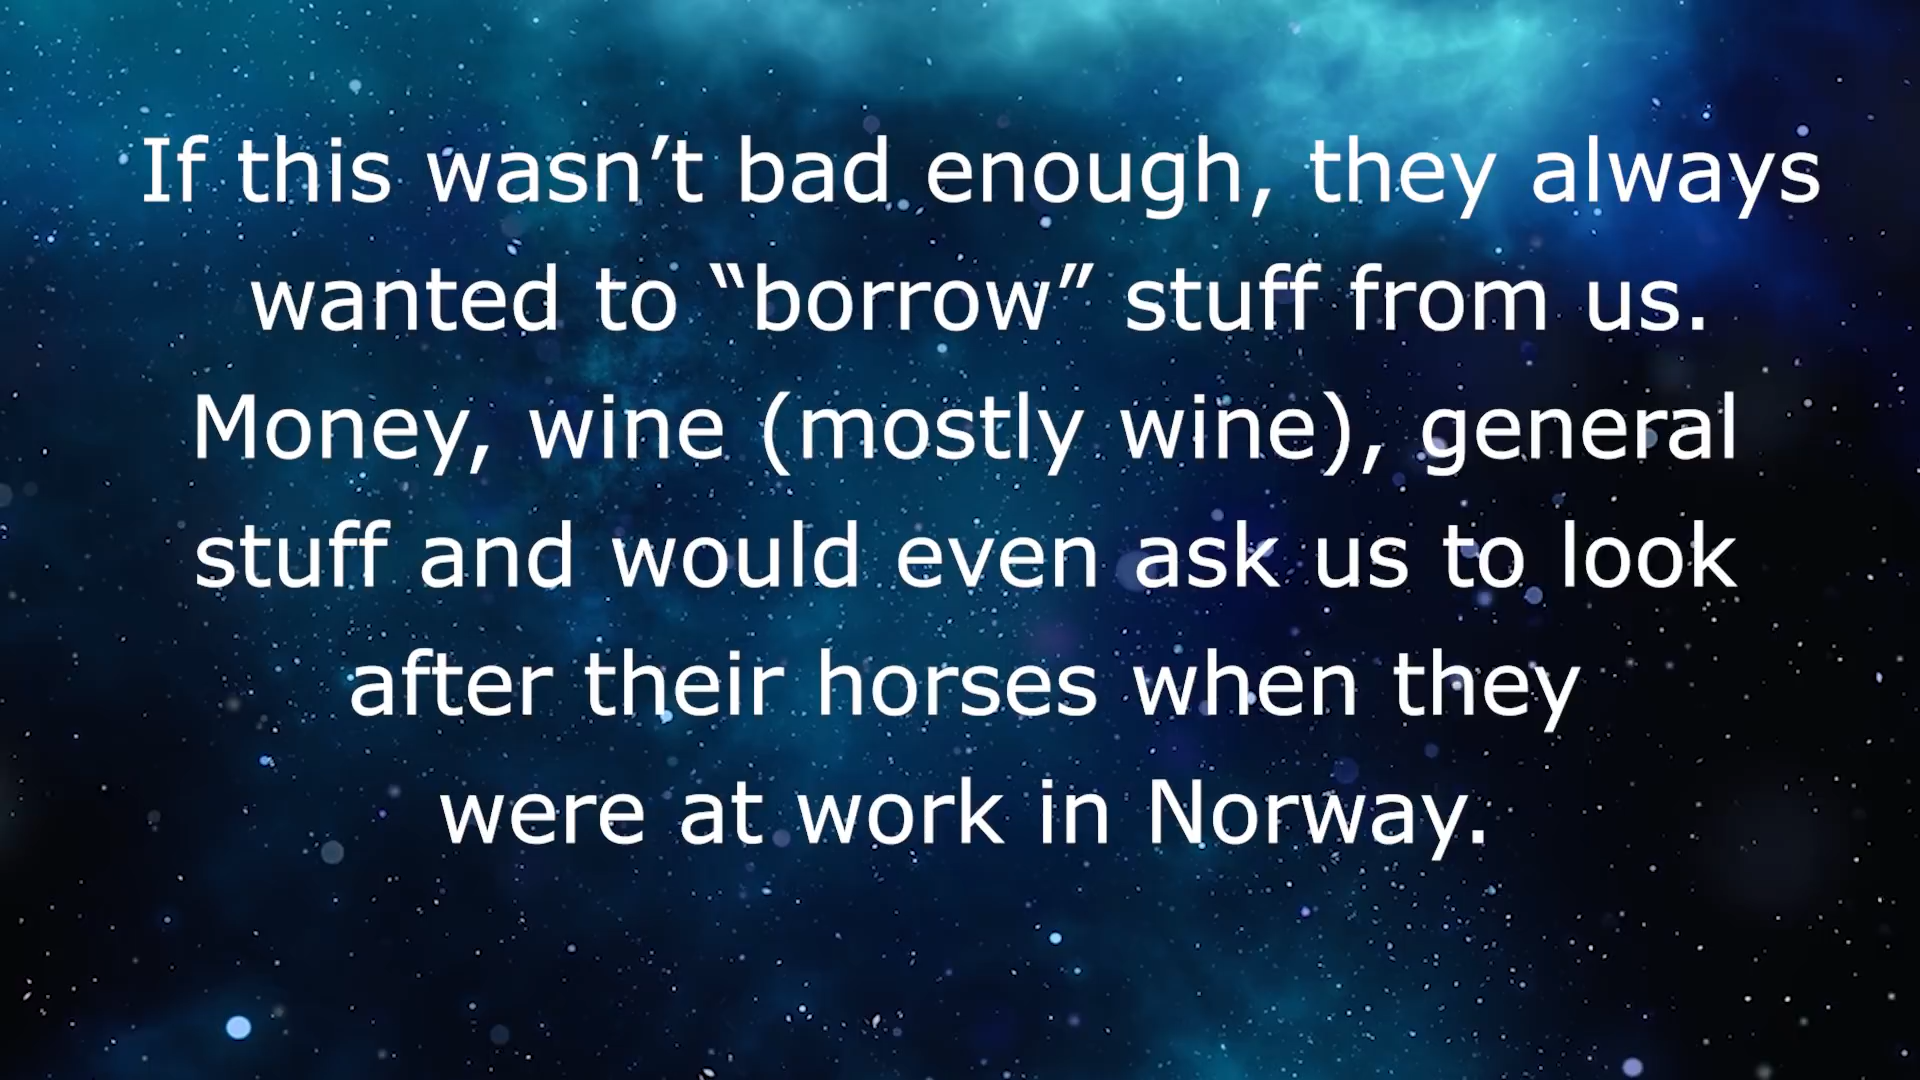 If this wasn’t bad enough, they always
wanted to “borrow” stuff from us.
Money, wine (mostly wine), general
stuff and would even ask us to look
after their horses when they
were at work in Norway.